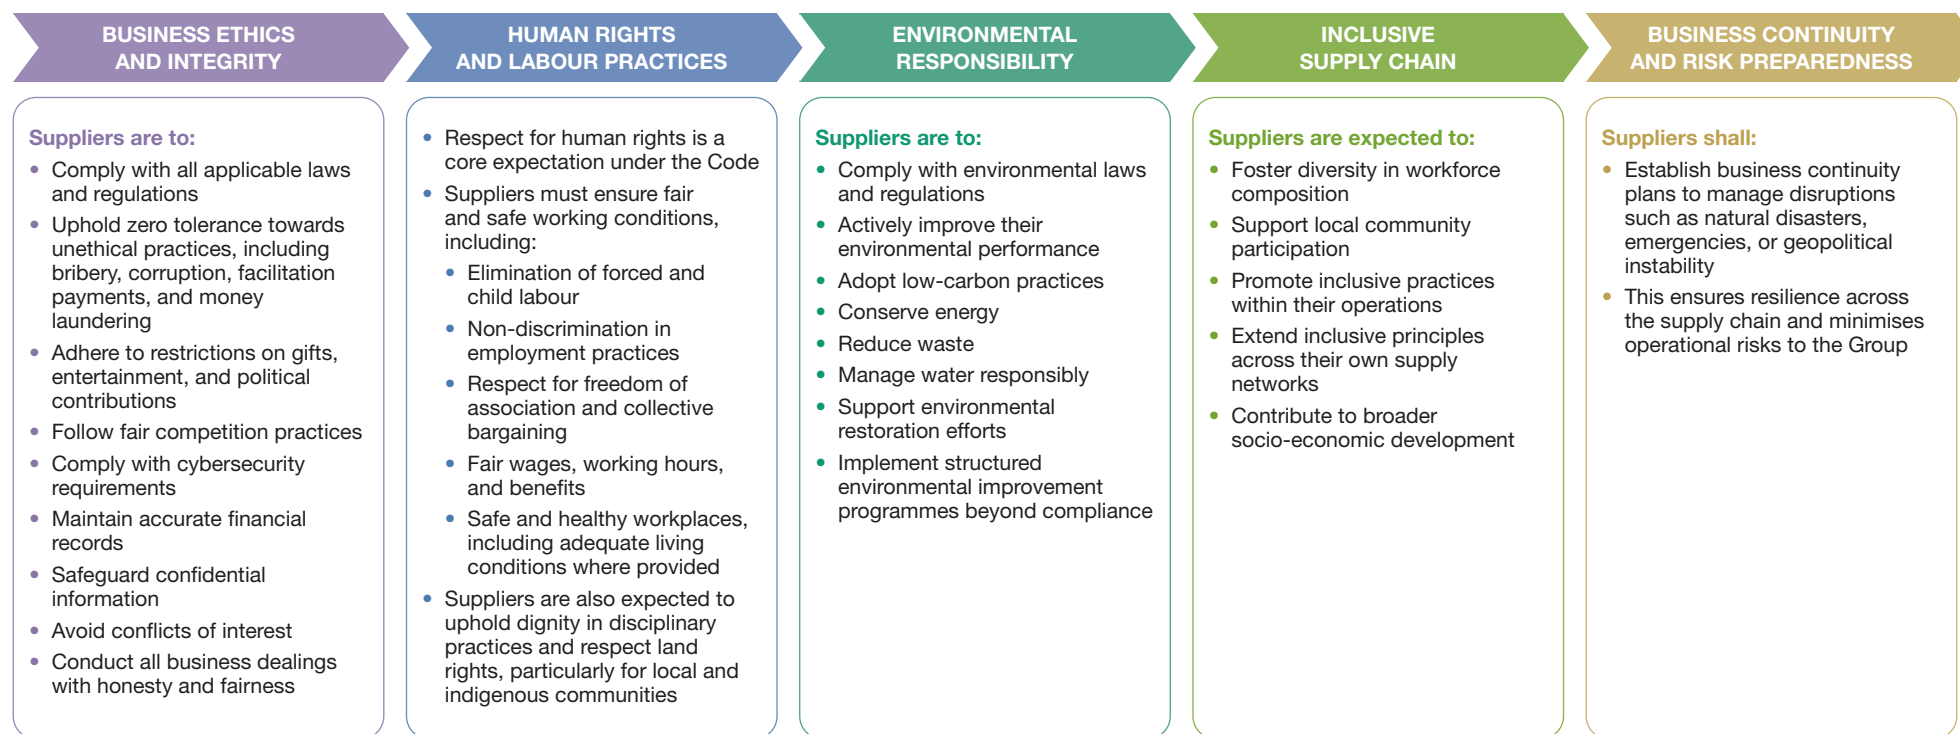 BUSINESS ETHICS
AND INTEGRITY
Suppliers are to:
• Comply with all applicable laws
and regulations
• Uphold zero tolerance towards
unethical practices, including
bribery, corruption, facilitation
payments, and money
laundering
• Adhere to restrictions on gifts,
entertainment, and political
contributions
• Follow fair competition practices
• Comply with cybersecurity
requirements
• Maintain accurate financial
records
• Safeguard confidential
information
• Avoid conflicts of interest
• Conduct all business dealings
with honesty and fairness
HUMAN RIGHTS
AND LABOUR PRACTICES
• Respect for human rights is a
core expectation under the Code
• Suppliers must ensure fair
and safe working conditions,
including:
• Elimination of forced and
child labour
• Non-discrimination in
employment practices
• Respect for freedom of
association and collective
bargaining
• Fair wages, working hours,
and benefits
• Safe and healthy workplaces,
including adequate living
conditions where provided
• Suppliers are also expected to
uphold dignity in disciplinary
practices and respect land
rights, particularly for local and
indigenous communities
ENVIRONMENTAL
RESPONSIBILITY
Suppliers are to:
• Comply with environmental laws
and regulations
• Actively improve their
environmental performance
• Adopt low-carbon practices
• Conserve energy
• Reduce waste
• Manage water responsibly
• Support environmental
restoration efforts
• Implement structured
environmental improvement
programmes beyond compliance
INCLUSIVE
SUPPLY CHAIN
Suppliers are expected to:
• Foster diversity in workforce
composition
• Support local community
participation
• Promote inclusive practices
within their operations
• Extend inclusive principles
across their own supply
networks
• Contribute to broader
socio-economic development
BUSINESS CONTINUITY
AND RISK PREPAREDNESS
Suppliers shall:
• Establish business continuity
plans to manage disruptions
such as natural disasters,
emergencies, or geopolitical
instability
• This ensures resilience across
the supply chain and minimises
operational risks to the Group